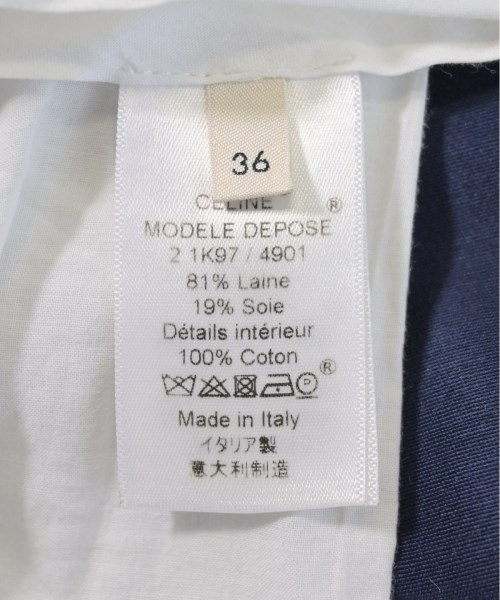 36
CELINE ®
MODELE DEPOSE
2 1K97 / 4901
81% Laine
19% Soie
Détails intérieur
100% Coton
P ®
Made in Italy
イタリア製
意大利制造